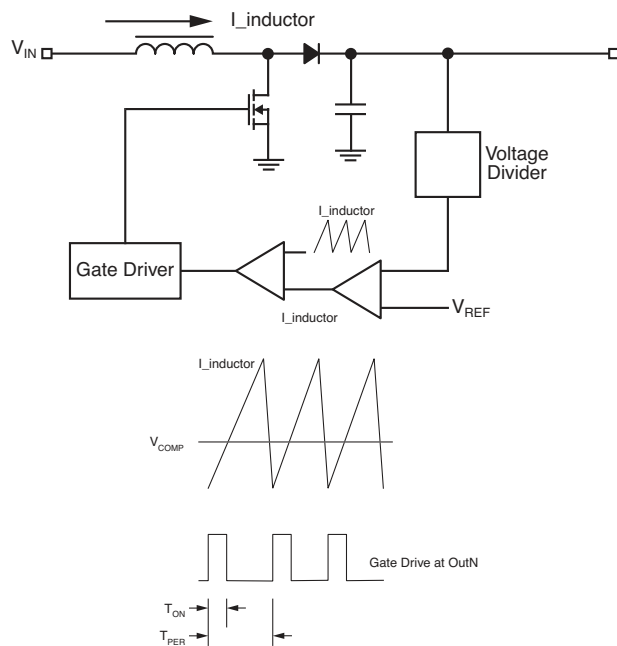 I_inductor
V_IN
Voltage
Divider
I_inductor
Gate Driver
I_inductor
V_REF
I_inductor
V_COMP
Gate Drive at OutN
T_ON
T_PER